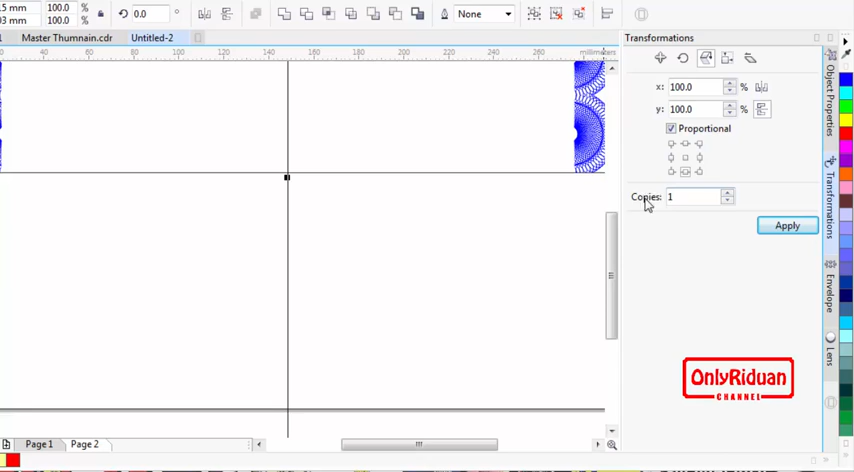 15 mm 100.0 %
03 mm 100.0 %
0.0 °
None
Master Thumnain.cdr Untitled-2
60 80 100 120 140 160 180 200 220 240 260 millimeters
Transformations
x: 100.0 %
y: 100.0 %
Proportional
Copies: 1
Apply
Object Properties
Transformations
Envelope
Lens
OnlyRiduan
CHANNEL
Page 1 Page 2